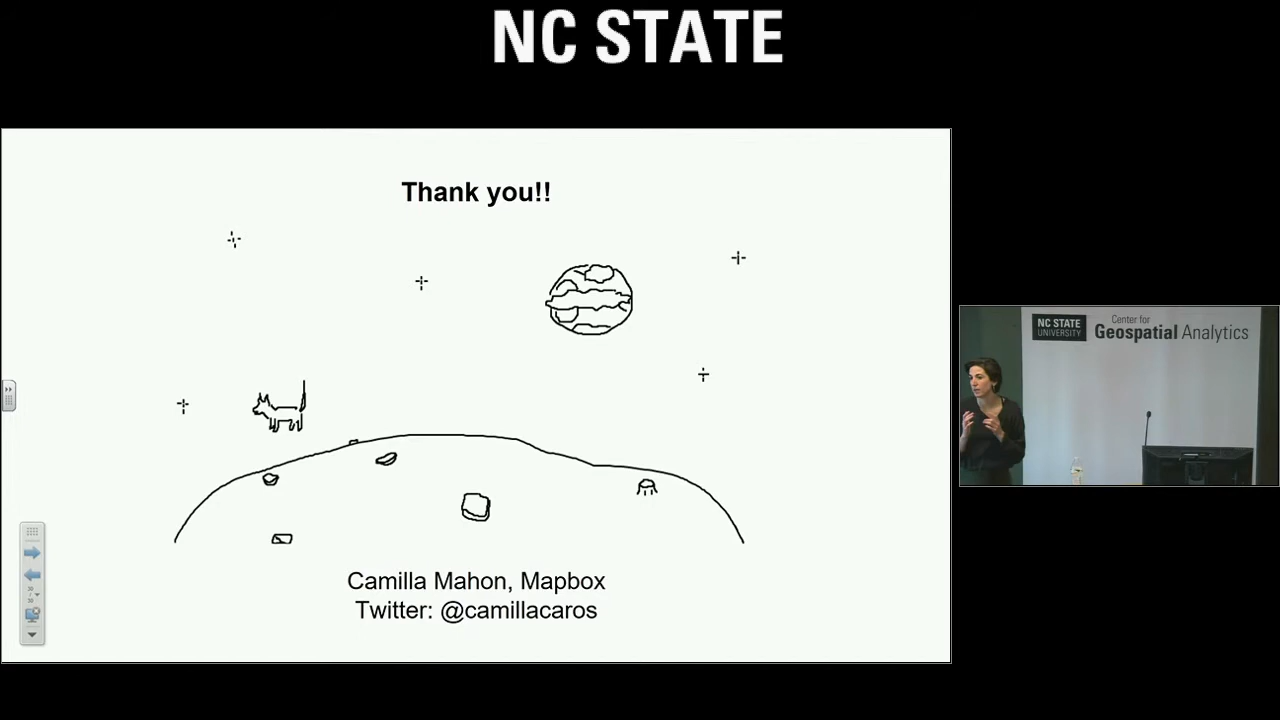 NC STATE
Thank you!!
Camilla Mahon, Mapbox
Twitter: @camillacaros
NC STATE
UNIVERSITY
Center for
Geospatial Analytics